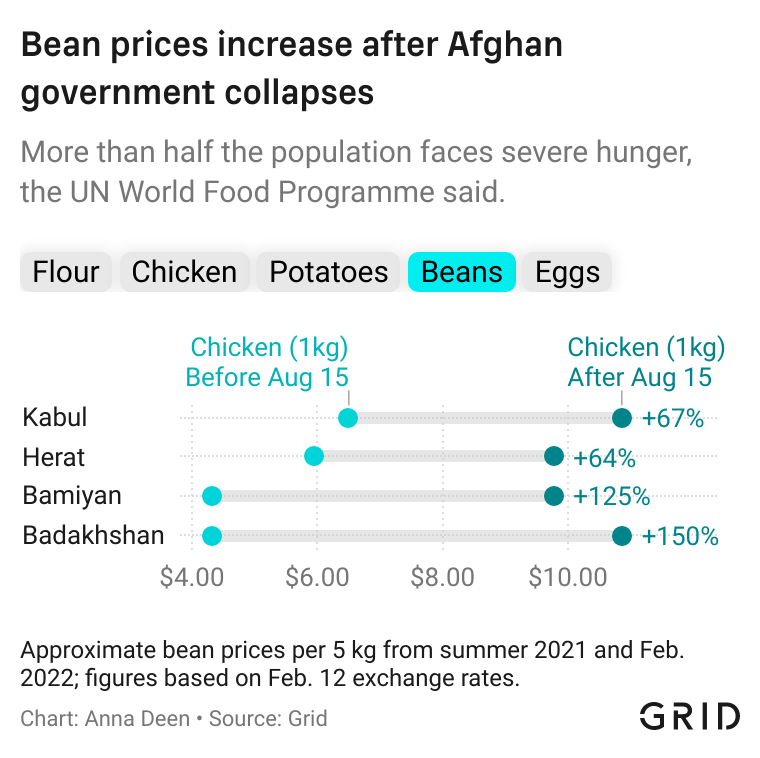 Bean prices increase after Afghan
government collapses
More than half the population faces severe hunger,
the UN World Food Programme said.
Flour Chicken Potatoes Beans Eggs
Chicken (1kg) Chicken (1kg)
Before Aug 15 After Aug 15
Kabul +67%
Herat +64%
Bamiyan +125%
Badakhshan +150%
$4.00 $6.00 $8.00 $10.00
Approximate bean prices per 5 kg from summer 2021 and Feb.
2022; figures based on Feb. 12 exchange rates.
Chart: Anna Deen • Source: Grid
GRID